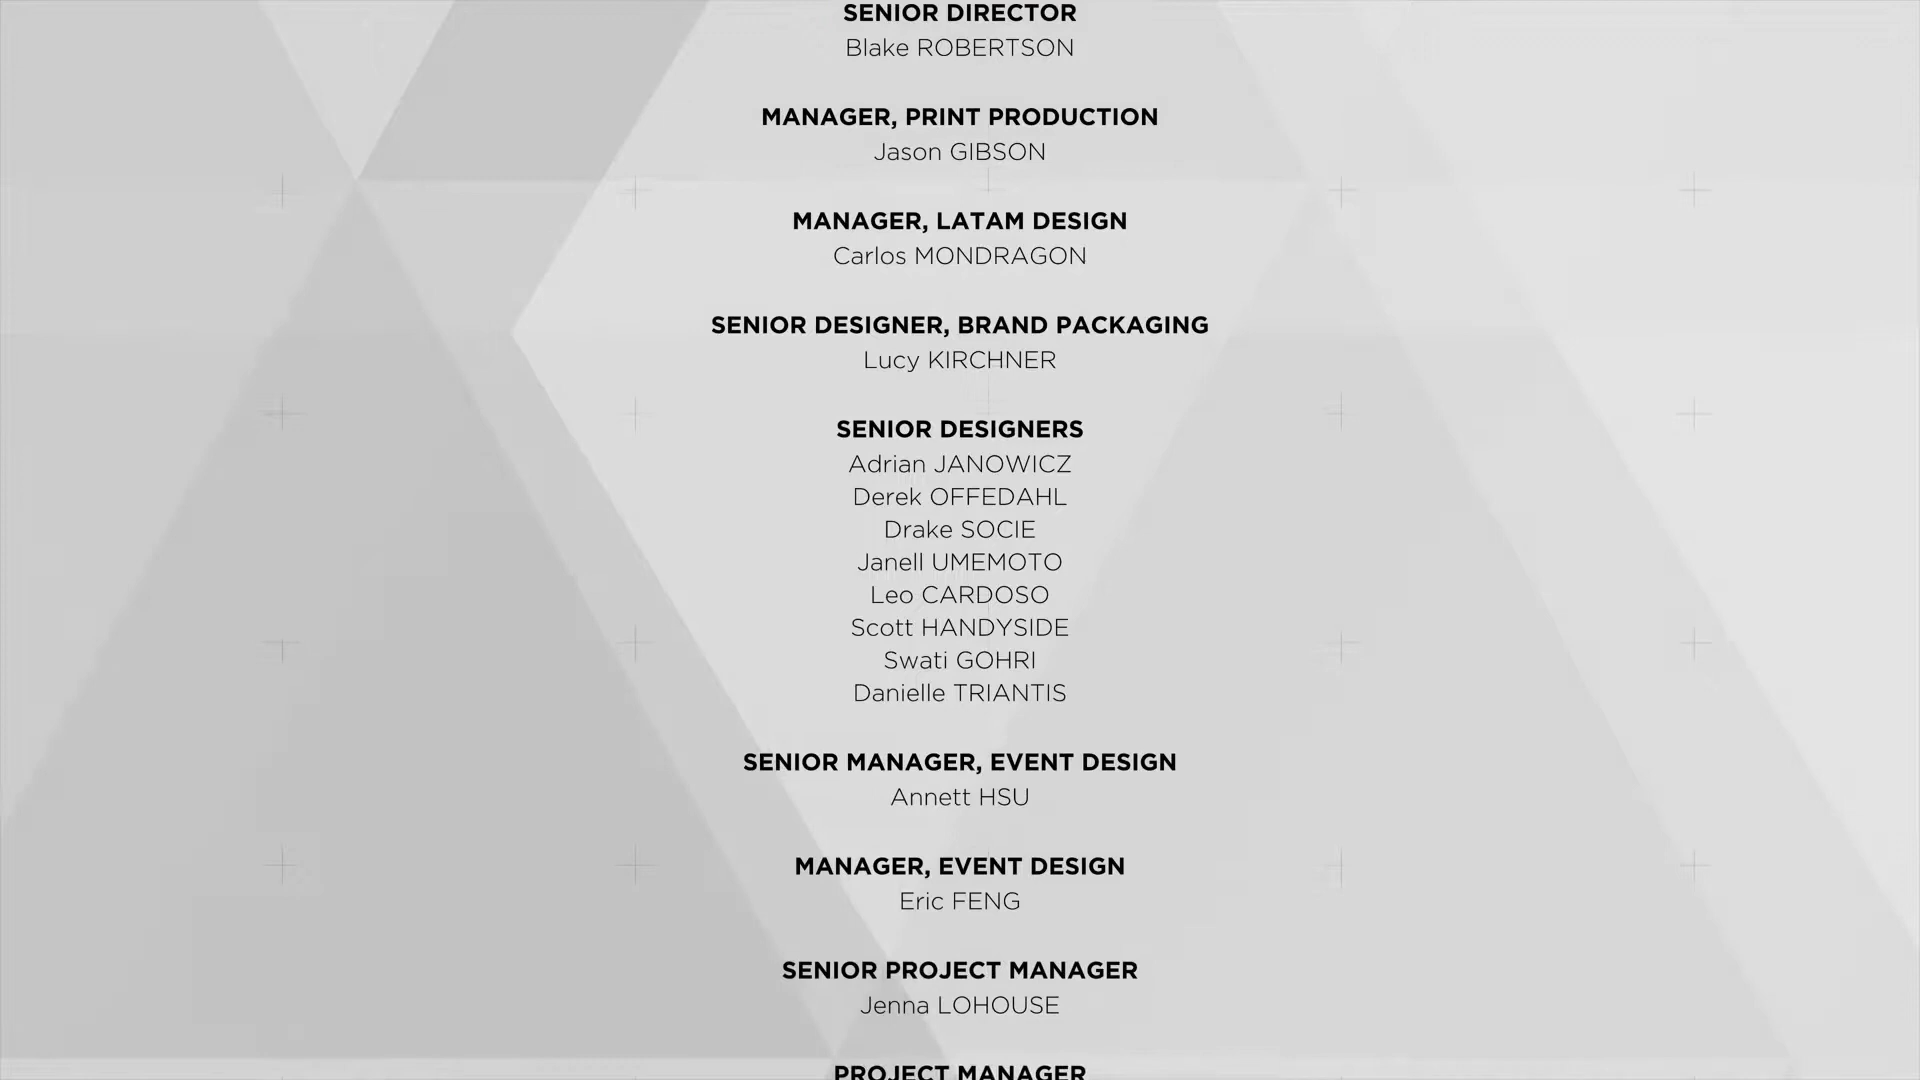 SENIOR DIRECTOR
Blake ROBERTSON
MANAGER, PRINT PRODUCTION
Jason GIBSON
MANAGER, LATAM DESIGN
Carlos MONDRAGON
SENIOR DESIGNER, BRAND PACKAGING
Lucy KIRCHNER
SENIOR DESIGNERS
Adrian JANOWICZ
Derek OFFEDAHL
Drake SOCIE
Janell UMEMOTO
Leo CARDOSO
Scott HANDYSIDE
Swati GOHRI
Danielle TRIANTIS
SENIOR MANAGER, EVENT DESIGN
Annett HSU
MANAGER, EVENT DESIGN
Eric FENG
SENIOR PROJECT MANAGER
Jenna LOHOUSE
PROJECT MANAGER